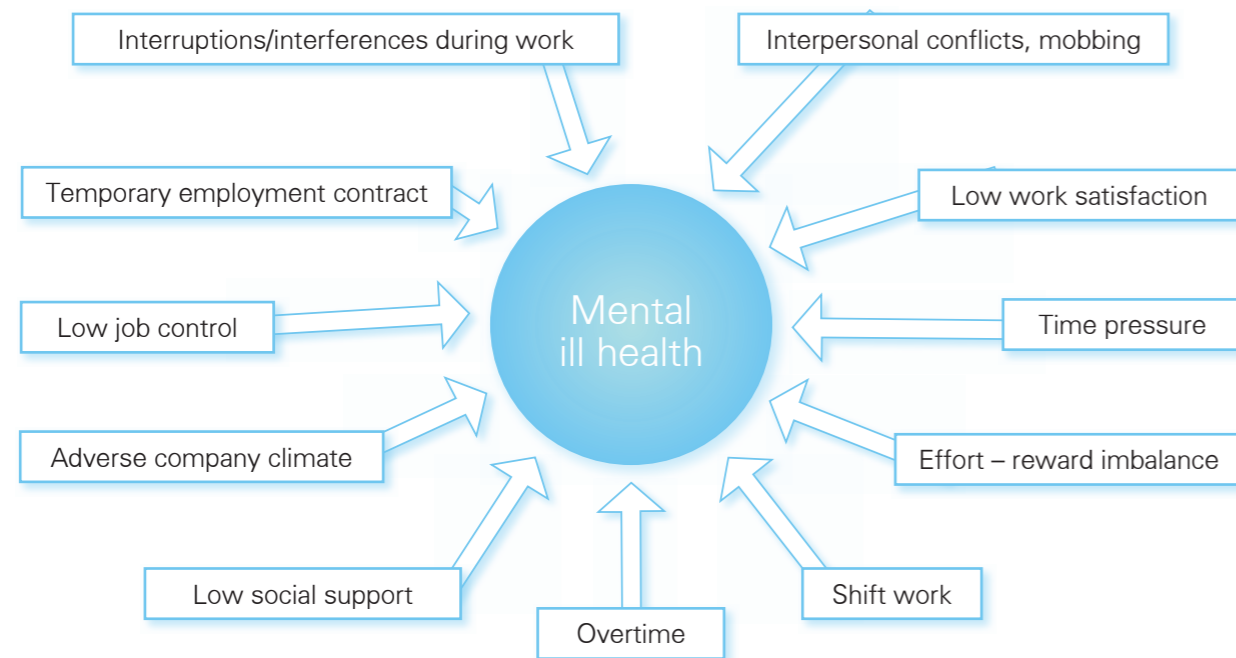 Interruptions/interferences during work
Interpersonal conflicts, mobbing
Temporary employment contract
Low work satisfaction
Mental
ill health
Low job control
Time pressure
Adverse company climate
Effort – reward imbalance
Low social support
Shift work
Overtime